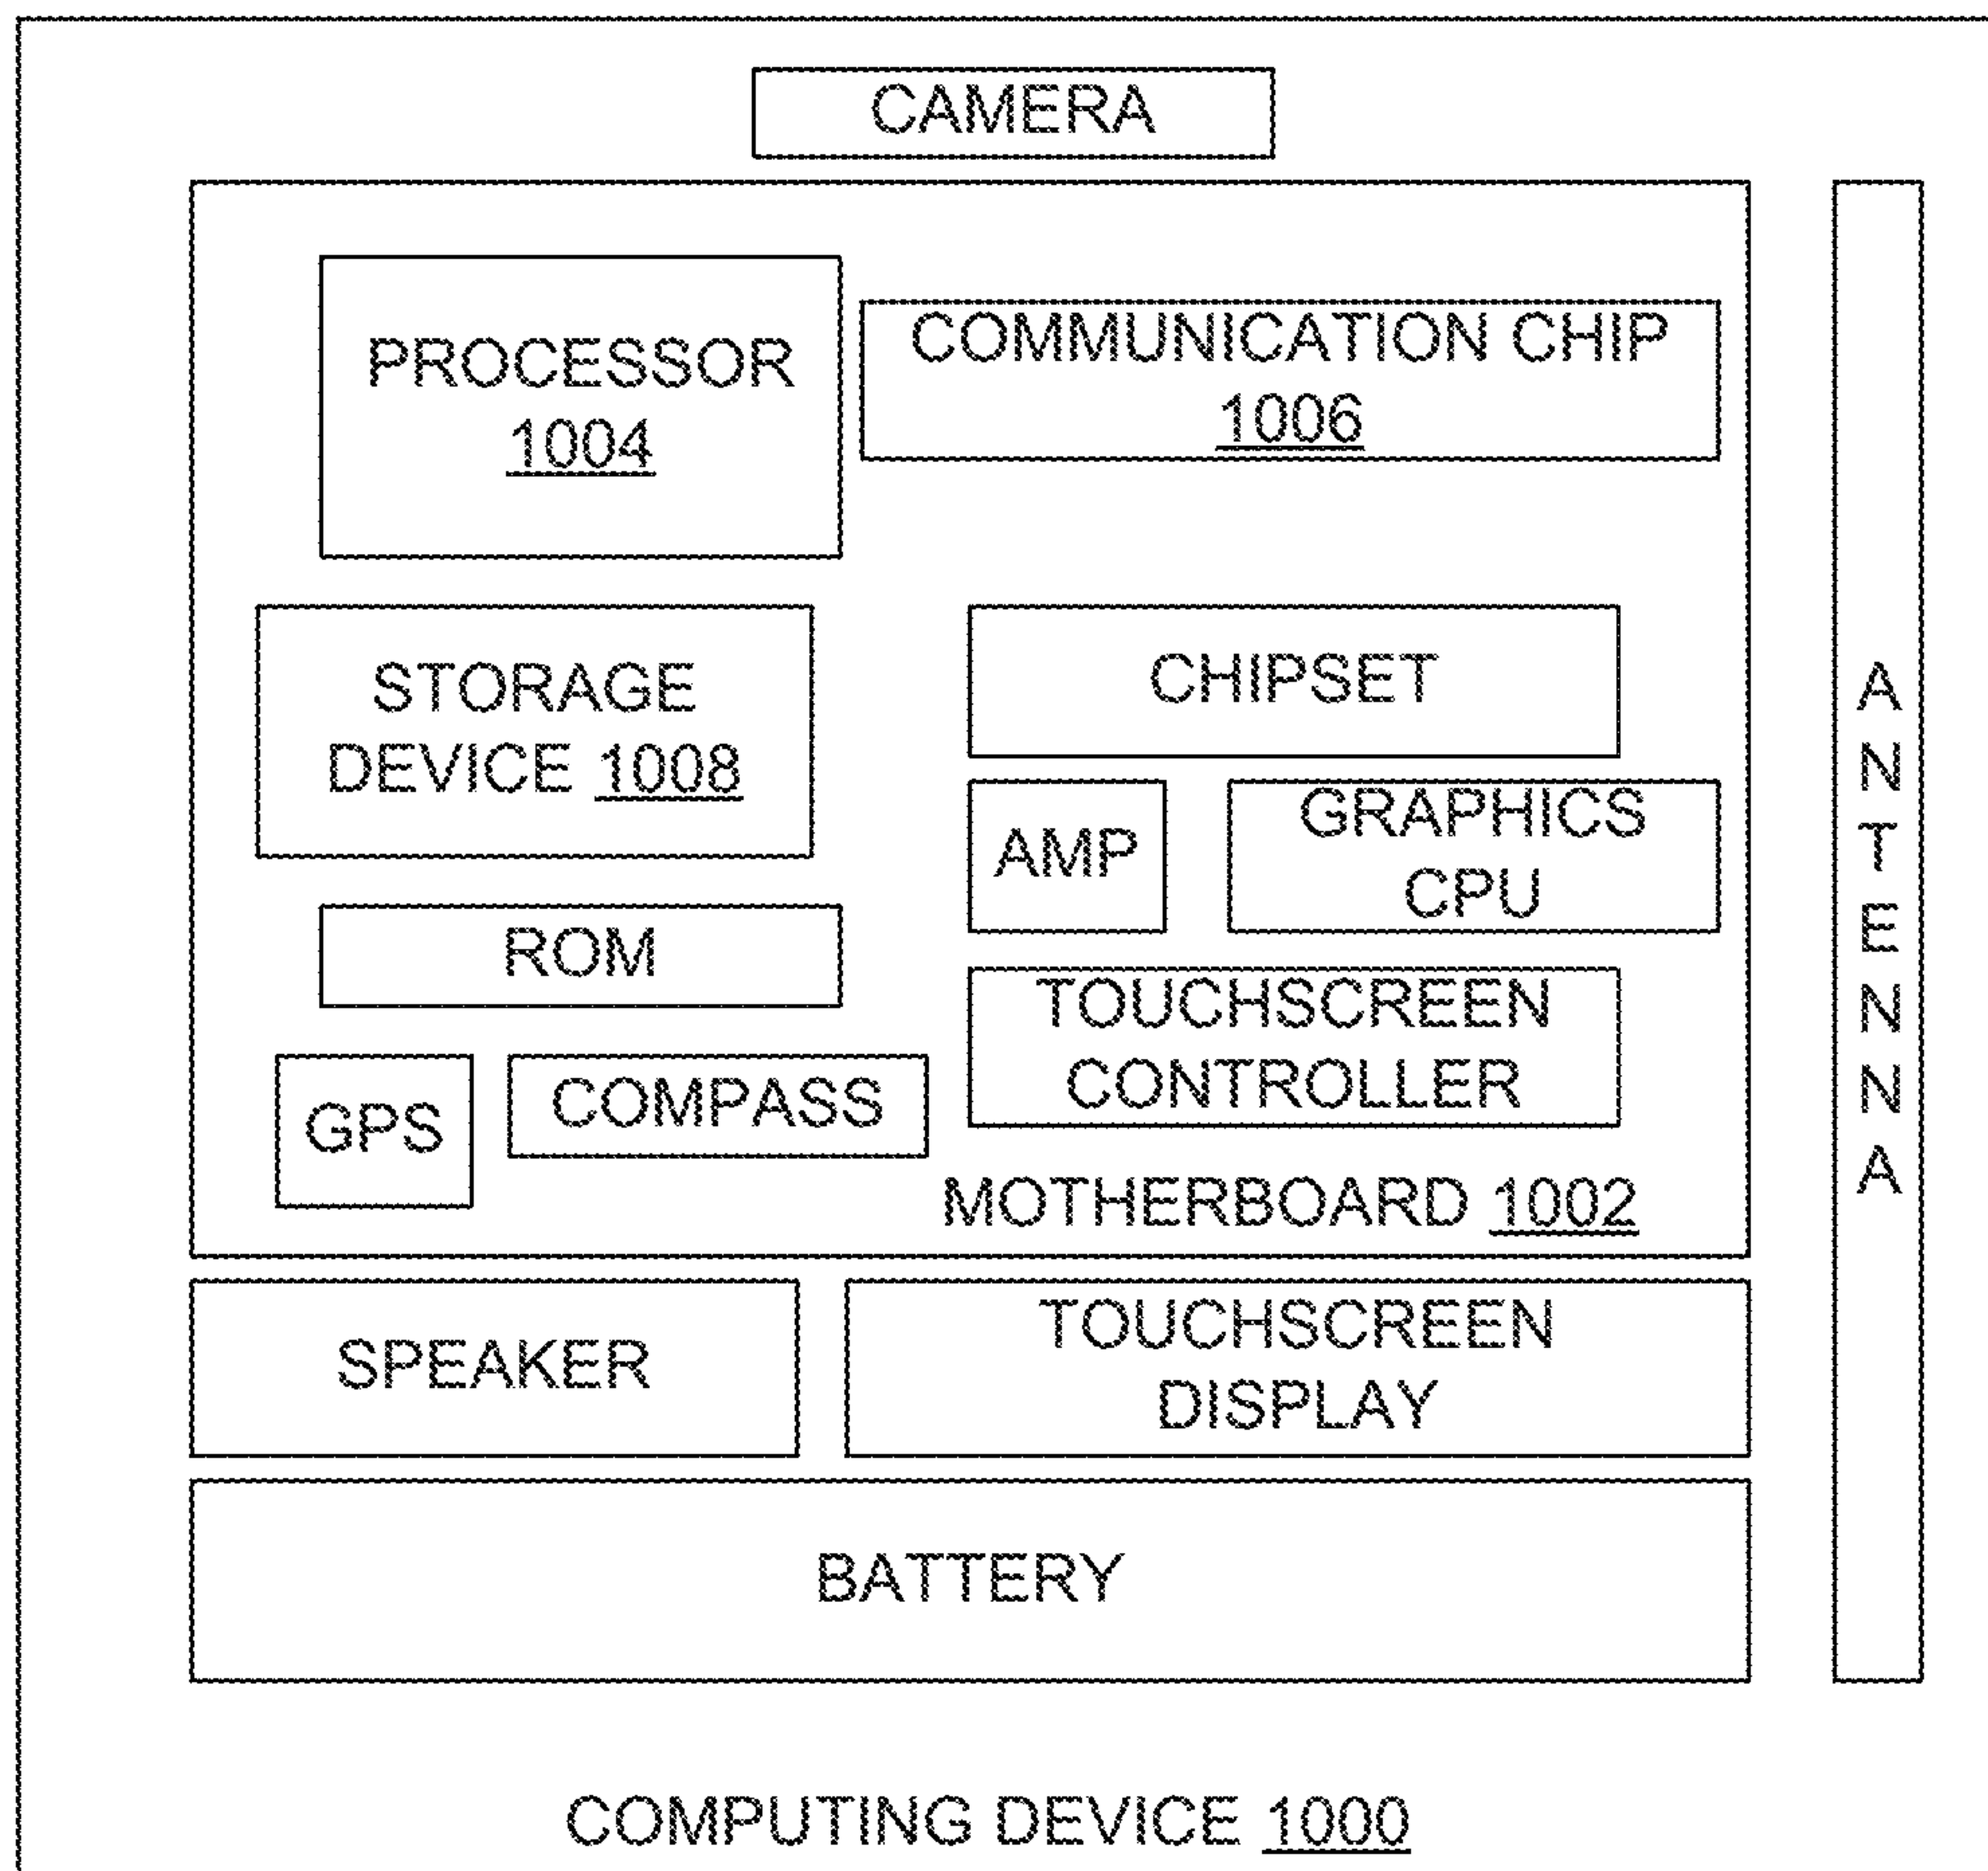 CAMERA
PROCESSOR
1004
COMMUNICATION CHIP
1006
STORAGE
DEVICE 1008
CHIPSET
AMP
GRAPHICS
CPU
ROM
TOUCHSCREEN
CONTROLLER
GPS
COMPASS
MOTHERBOARD 1002
ANTENNA
SPEAKER
TOUCHSCREEN
DISPLAY
BATTERY
COMPUTING DEVICE 1000